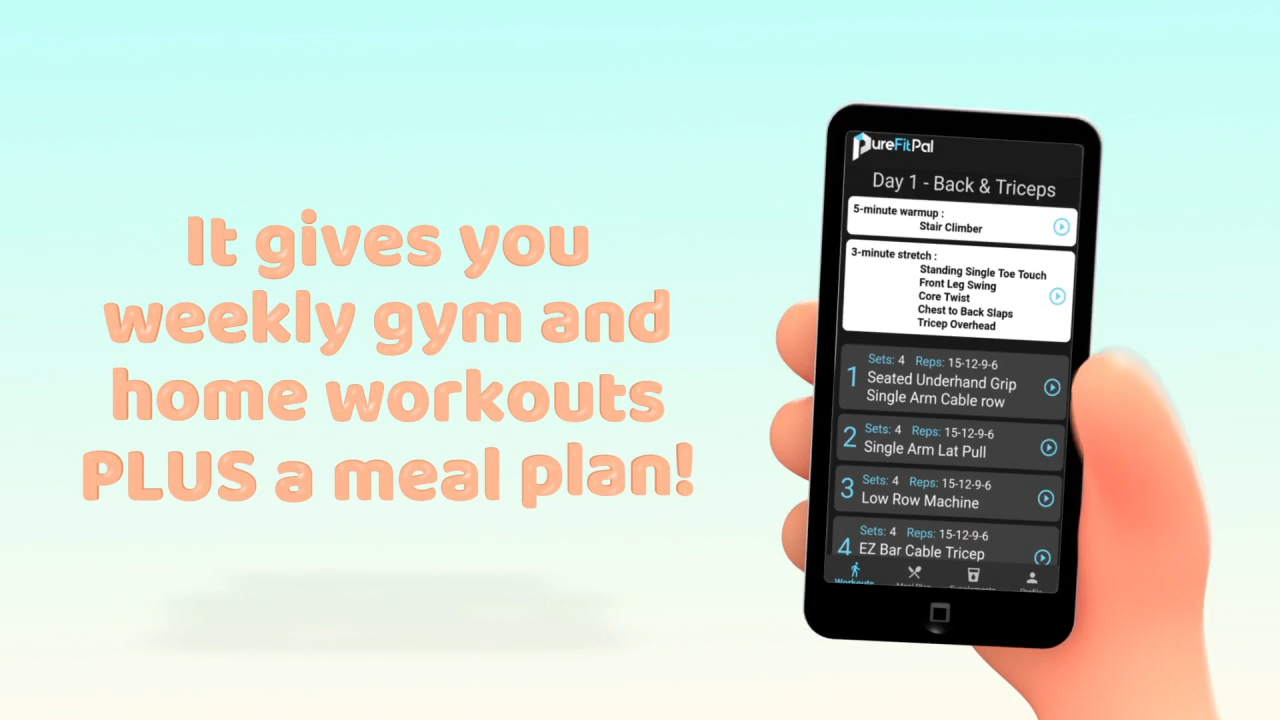 It gives you
weekly gym and
home workouts
PLUS a meal plan!
PureFitPal
Day 1 - Back & Triceps
5-minute warmup :
Stair Climber
3-minute stretch :
Standing Single Toe Touch
Front Leg Swing
Core Twist
Chest to Back Slaps
Tricep Overhead
1
Sets: 4 Reps: 15-12-9-6
Seated Underhand Grip
Single Arm Cable row
2
Sets: 4 Reps: 15-12-9-6
Single Arm Lat Pull
3
Sets: 4 Reps: 15-12-9-6
Low Row Machine
4
Sets: 4 Reps: 15-12-9-6
EZ Bar Cable Tricep
Workouts